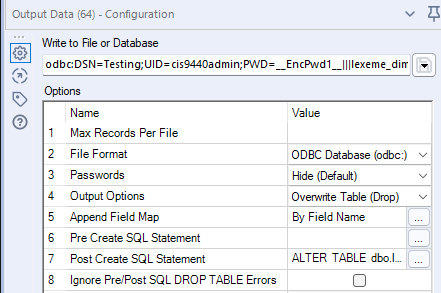 Output Data (64) - Configuration
Write to File or Database
odbc:DSN=Testing;UID=cis9440admin;PWD=__EncPwd1__|||lexeme_dim
Options
Name Value
1 Max Records Per File
2 File Format ODBC Database (odbc:)
3 Passwords Hide (Default)
4 Output Options Overwrite Table (Drop)
5 Append Field Map By Field Name ...
6 Pre Create SQL Statement ...
7 Post Create SQL Statement ALTER TABLE dbo.l... ...
8 Ignore Pre/Post SQL DROP TABLE Errors